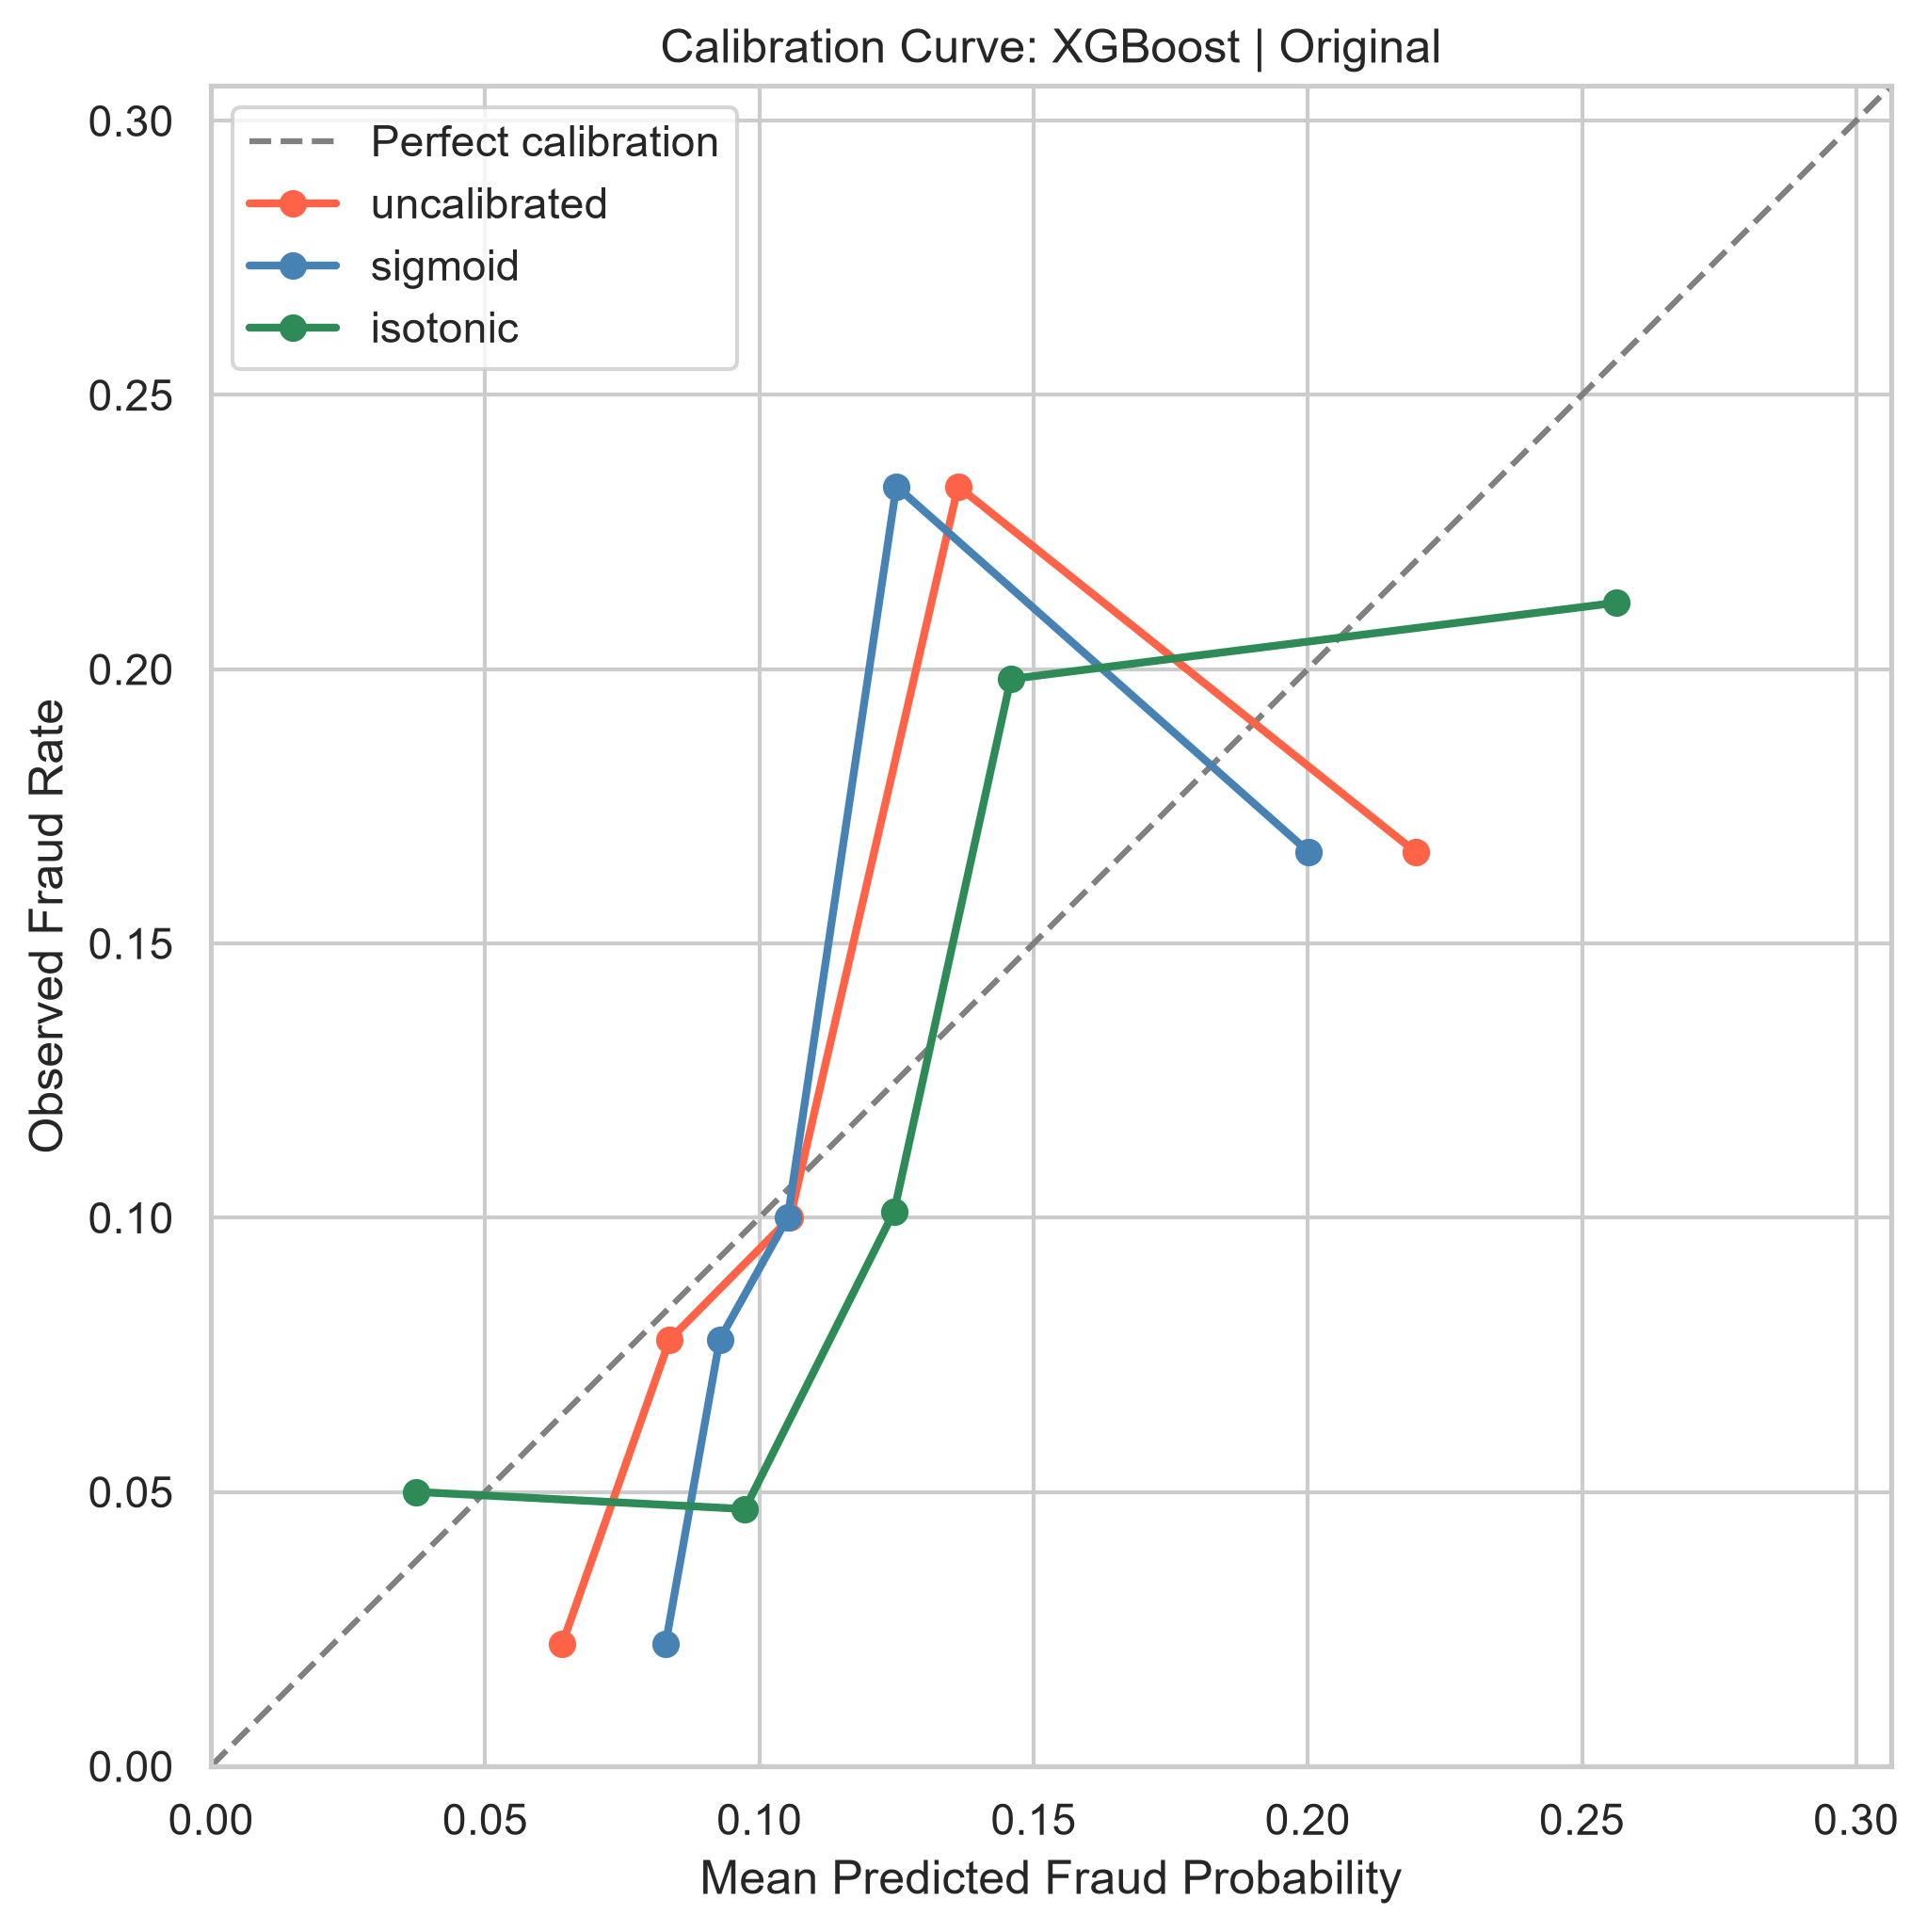 Calibration Curve: XGBoost | Original
Perfect calibration
uncalibrated
sigmoid
isotonic
Observed Fraud Rate
0.30
0.25
0.20
0.15
0.10
0.05
0.00
0.00 0.05 0.10 0.15 0.20 0.25 0.30
Mean Predicted Fraud Probability